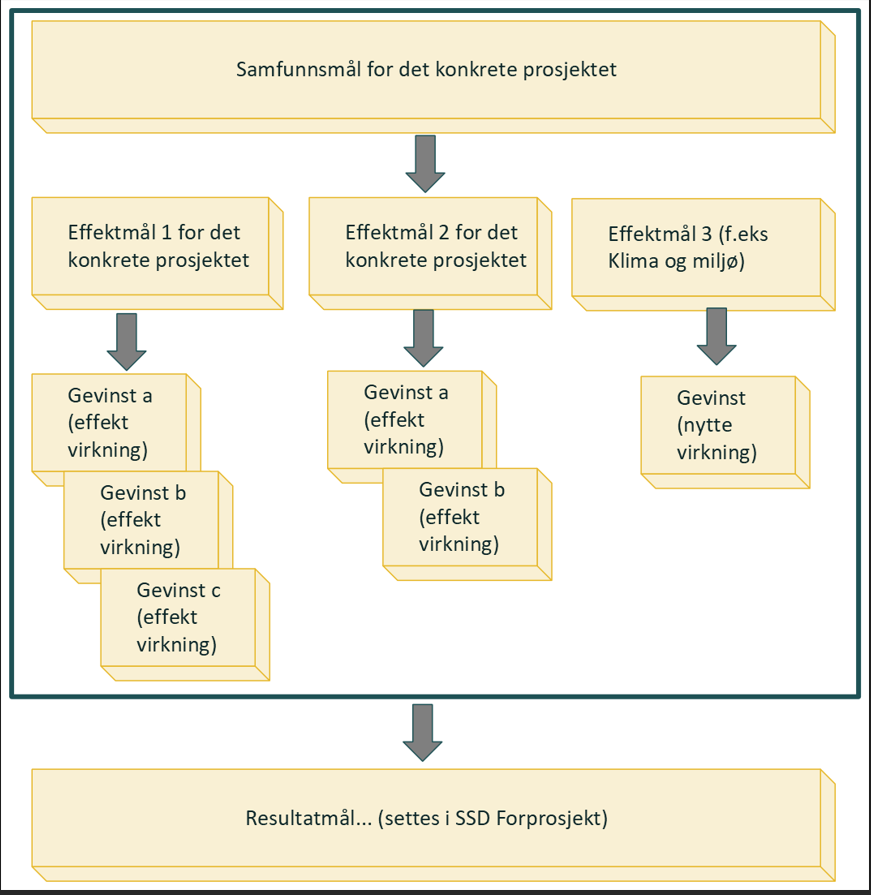 Samfunnsmål for det konkrete prosjektet
Effektmål 1 for det
konkrete prosjektet
Effektmål 2 for det
konkrete prosjektet
Effektmål 3 (f.eks
Klima og miljø)
Gevinst a
(effekt
virkning)
Gevinst b
(effekt
virkning)
Gevinst c
(effekt
virkning)
Gevinst a
(effekt
virkning)
Gevinst b
(effekt
virkning)
Gevinst
(nytte
virkning)
Resultatmål... (settes i SSD Forprosjekt)